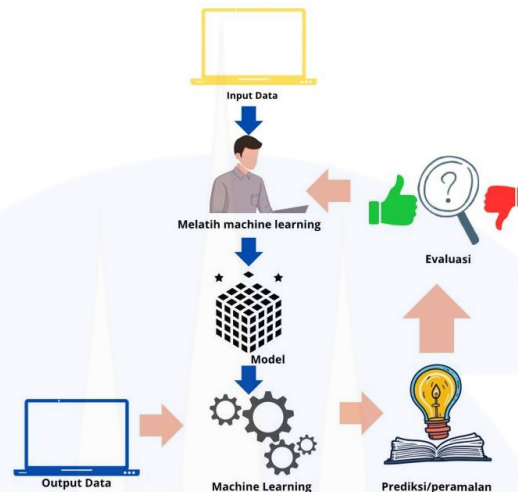 Input Data
Melatih machine learning
Evaluasi
Model
Output Data
Machine Learning
Prediksi/peramalan